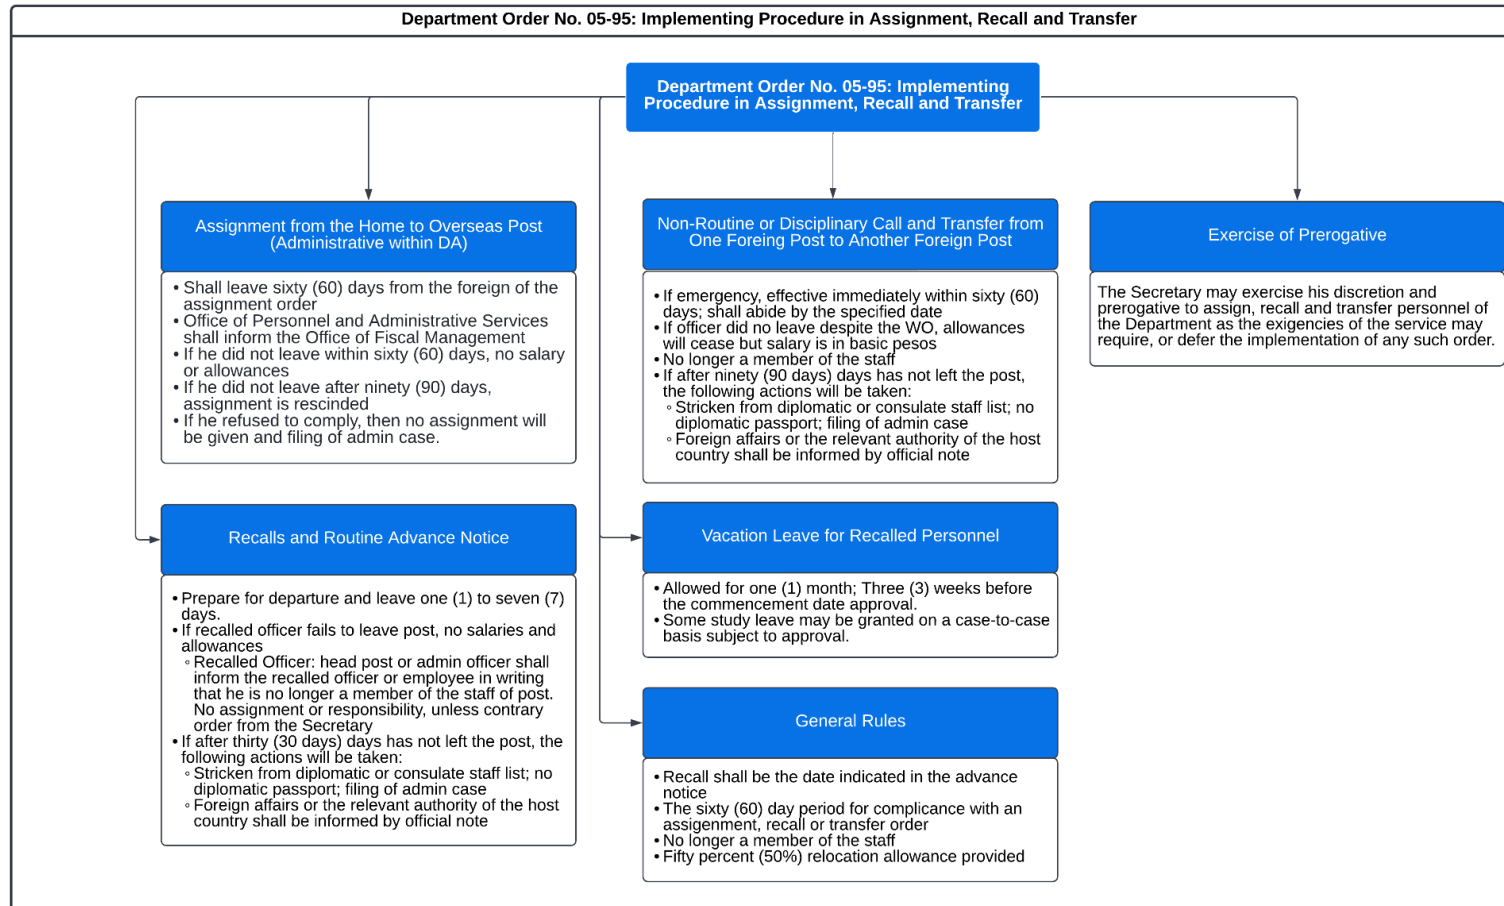 Department Order No. 05-95: Implementing Procedure in Assignment, Recall and Transfer
Department Order No. 05-95: Implementing
Procedure in Assignment, Recall and Transfer
Assignment from the Home to Overseas Post
(Administrative within DA)
• Shall leave sixty (60) days from the foreign of the
assignment order
• Office of Personnel and Administrative Services
shall inform the Office of Fiscal Management
• If he did not leave within sixty (60) days, no salary
or allowances
• If he did not leave after ninety (90) days,
assignment is rescinded
• If he refused to comply, then no assignment will
be given and filing of admin case.
Non-Routine or Disciplinary Call and Transfer from
One Foreing Post to Another Foreign Post
• If emergency, effective immediately within sixty (60)
days; shall abide by the specified date
• If officer did no leave despite the WO, allowances
will cease but salary is in basic pesos
• No longer a member of the staff
• If after ninety (90 days) days has not left the post,
the following actions will be taken:
◦ Stricken from diplomatic or consulate staff list; no
diplomatic passport; filing of admin case
◦ Foreign affairs or the relevant authority of the host
country shall be informed by official note
Exercise of Prerogative
The Secretary may exercise his discretion and
prerogative to assign, recall and transfer personnel of
the Department as the exigencies of the service may
require, or defer the implementation of any such order.
Recalls and Routine Advance Notice
• Prepare for departure and leave one (1) to seven (7)
days.
• If recalled officer fails to leave post, no salaries and
allowances
◦ Recalled Officer: head post or admin officer shall
inform the recalled officer or employee in writing
that he is no longer a member of the staff of post.
No assignment or responsibility, unless contrary
order from the Secretary
• If after thirty (30 days) days has not left the post, the
following actions will be taken:
◦ Stricken from diplomatic or consulate staff list; no
diplomatic passport; filing of admin case
◦ Foreign affairs or the relevant authority of the host
country shall be informed by official note
Vacation Leave for Recalled Personnel
• Allowed for one (1) month; Three (3) weeks before
the commencement date approval.
• Some study leave may be granted on a case-to-case
basis subject to approval.
General Rules
• Recall shall be the date indicated in the advance
notice
• The sixty (60) day period for complicance with an
assigenment, recall or transfer order
• No longer a member of the staff
• Fifty percent (50%) relocation allowance provided